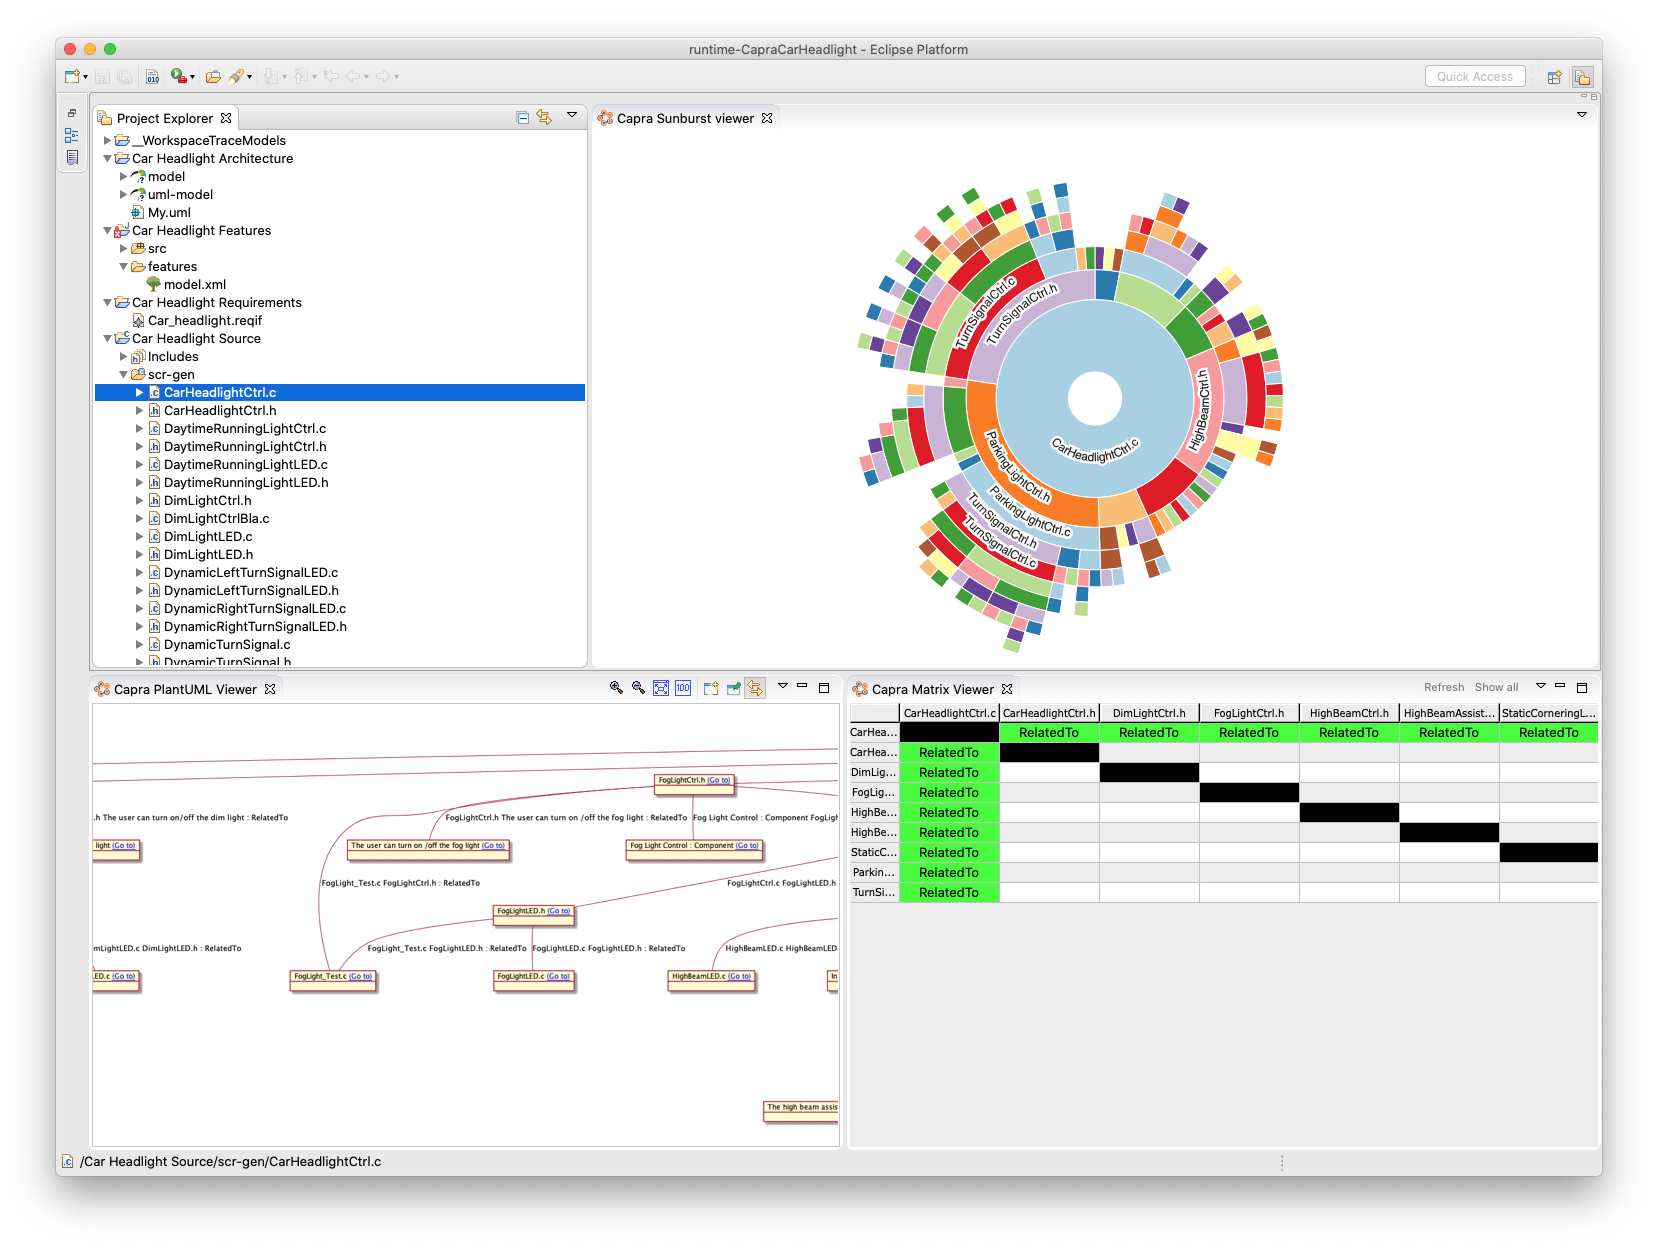 runtime-CapraCarHeadlight - Eclipse Platform
Quick Access
Project Explorer
__WorkspaceTraceModels
Car Headlight Architecture
model
uml-model
My.uml
Car Headlight Features
src
features
model.xml
Car Headlight Requirements
Car_headlight.reqif
Car Headlight Source
Includes
scr-gen
CarHeadlightCtrl.c
CarHeadlightCtrl.h
DaytimeRunningLightCtrl.c
DaytimeRunningLightCtrl.h
DaytimeRunningLightLED.c
DaytimeRunningLightLED.h
DimLightCtrl.h
DimLightCtrlBla.c
DimLightLED.c
DimLightLED.h
DynamicLeftTurnSignalLED.c
DynamicLeftTurnSignalLED.h
DynamicRightTurnSignalLED.c
DynamicRightTurnSignalLED.h
DynamicTurnSignal.c
DynamicTurnSignal.h
Capra Sunburst viewer
TurnSignalCtrl.c
TurnSignalCtrl.h
HighBeamCtrl.h
CarHeadlightCtrl.c
ParkingLightCtrl.h
ParkingLightCtrl.c
TurnSignalCtrl.h
TurnSignalCtrl.c
Capra PlantUML Viewer
100
FogLightCtrl.h (Go to)
.h The user can turn on/off the dim light : RelatedTo
FogLightCtrl.h The user can turn on /off the fog light : RelatedTo
Fog Light Control : Component FogLigh
light (Go to)
The user can turn on /off the fog light (Go to)
Fog Light Control : Component (Go to)
FogLight_Test.c FogLightCtrl.h : RelatedTo
FogLightCtrl.c FogLightLED.h
FogLightLED.h (Go to)
mLightLED.c DimLightLED.h : RelatedTo
FogLight_Test.c FogLightLED.h : RelatedTo
FogLightLED.c FogLightLED.h : RelatedTo
HighBeamLED.c HighBeamLED
LED.c (Go to)
FogLight_Test.c (Go to)
FogLightLED.c (Go to)
HighBeamLED.c (Go to)
In
The high beam assis
Capra Matrix Viewer
Refresh Show all
CarHeadlightCtrl.c CarHeadlightCtrl.h DimLightCtrl.h FogLightCtrl.h HighBeamCtrl.h HighBeamAssist... StaticCorneringL...
CarHea... RelatedTo RelatedTo RelatedTo RelatedTo RelatedTo RelatedTo
CarHea... RelatedTo
DimLig... RelatedTo
FogLig... RelatedTo
HighBe... RelatedTo
HighBe... RelatedTo
StaticC... RelatedTo
Parkin... RelatedTo
TurnSi... RelatedTo
/Car Headlight Source/scr-gen/CarHeadlightCtrl.c